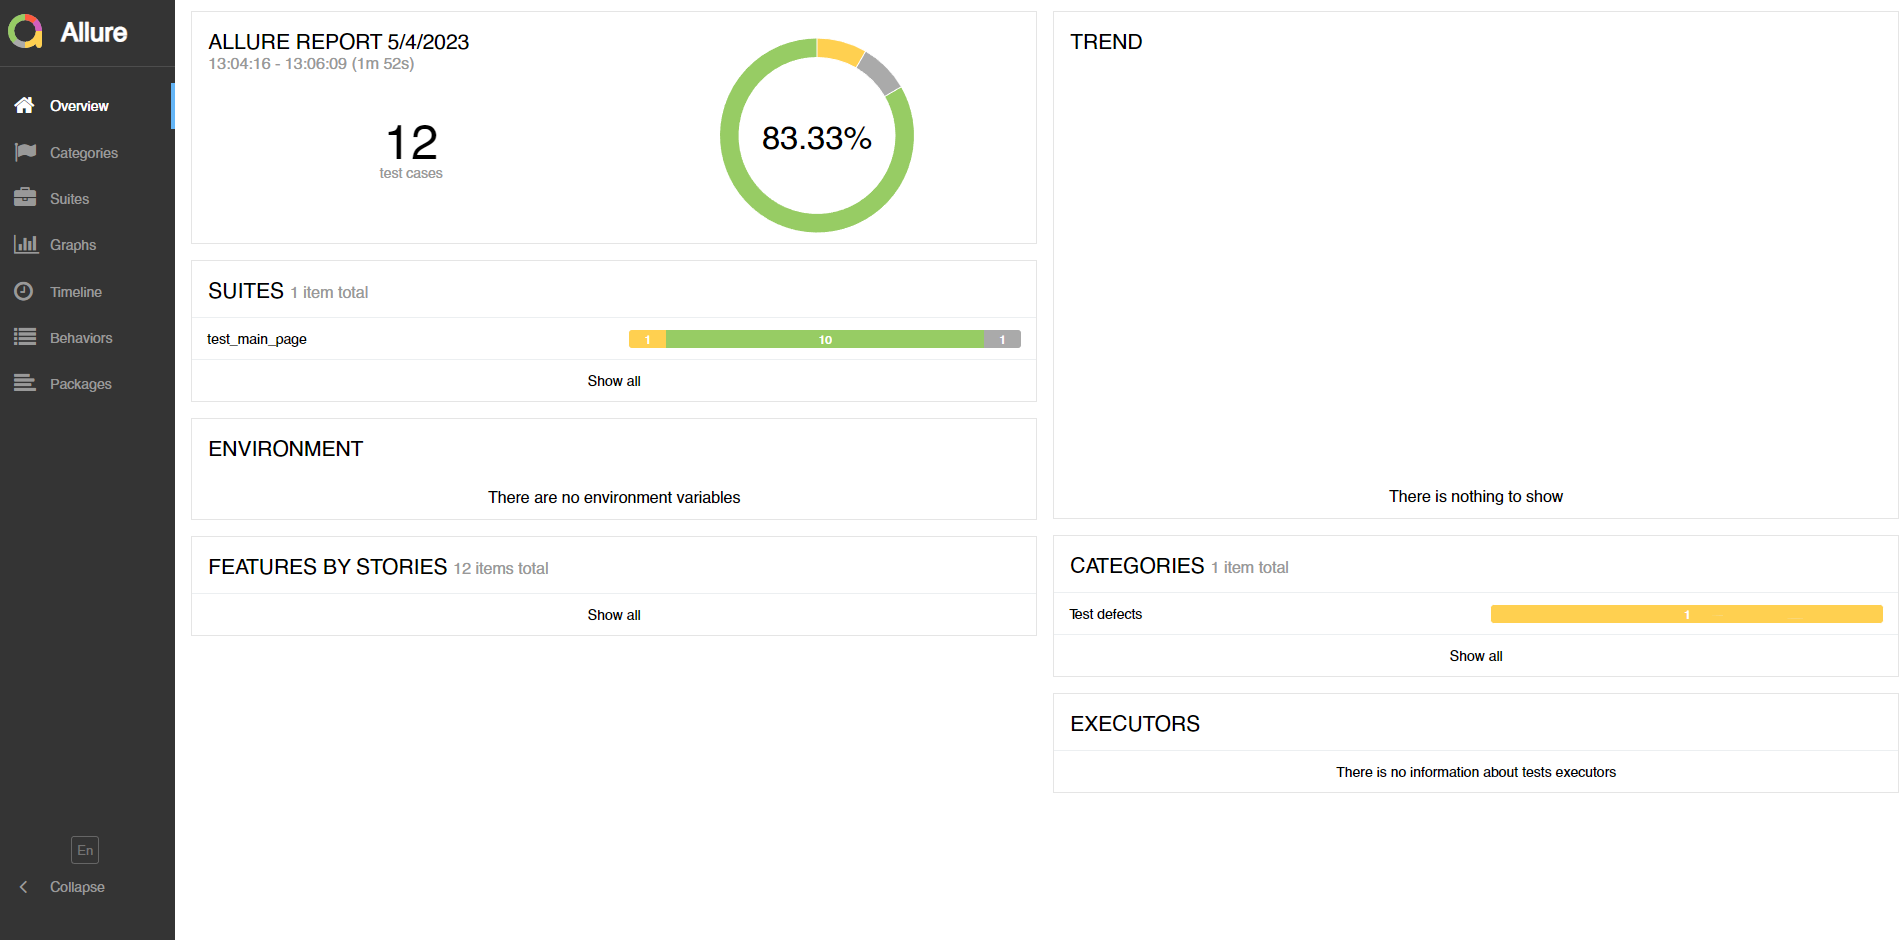 Allure
Overview
Categories
Suites
Graphs
Timeline
Behaviors
Packages
En
Collapse
ALLURE REPORT 5/4/2023
13:04:16 - 13:06:09 (1m 52s)
12
test cases
83.33%
SUITES 1 item total
test_main_page 1 10 1
Show all
ENVIRONMENT
There are no environment variables
FEATURES BY STORIES 12 items total
Show all
TREND
There is nothing to show
CATEGORIES 1 item total
Test defects 1
Show all
EXECUTORS
There is no information about tests executors